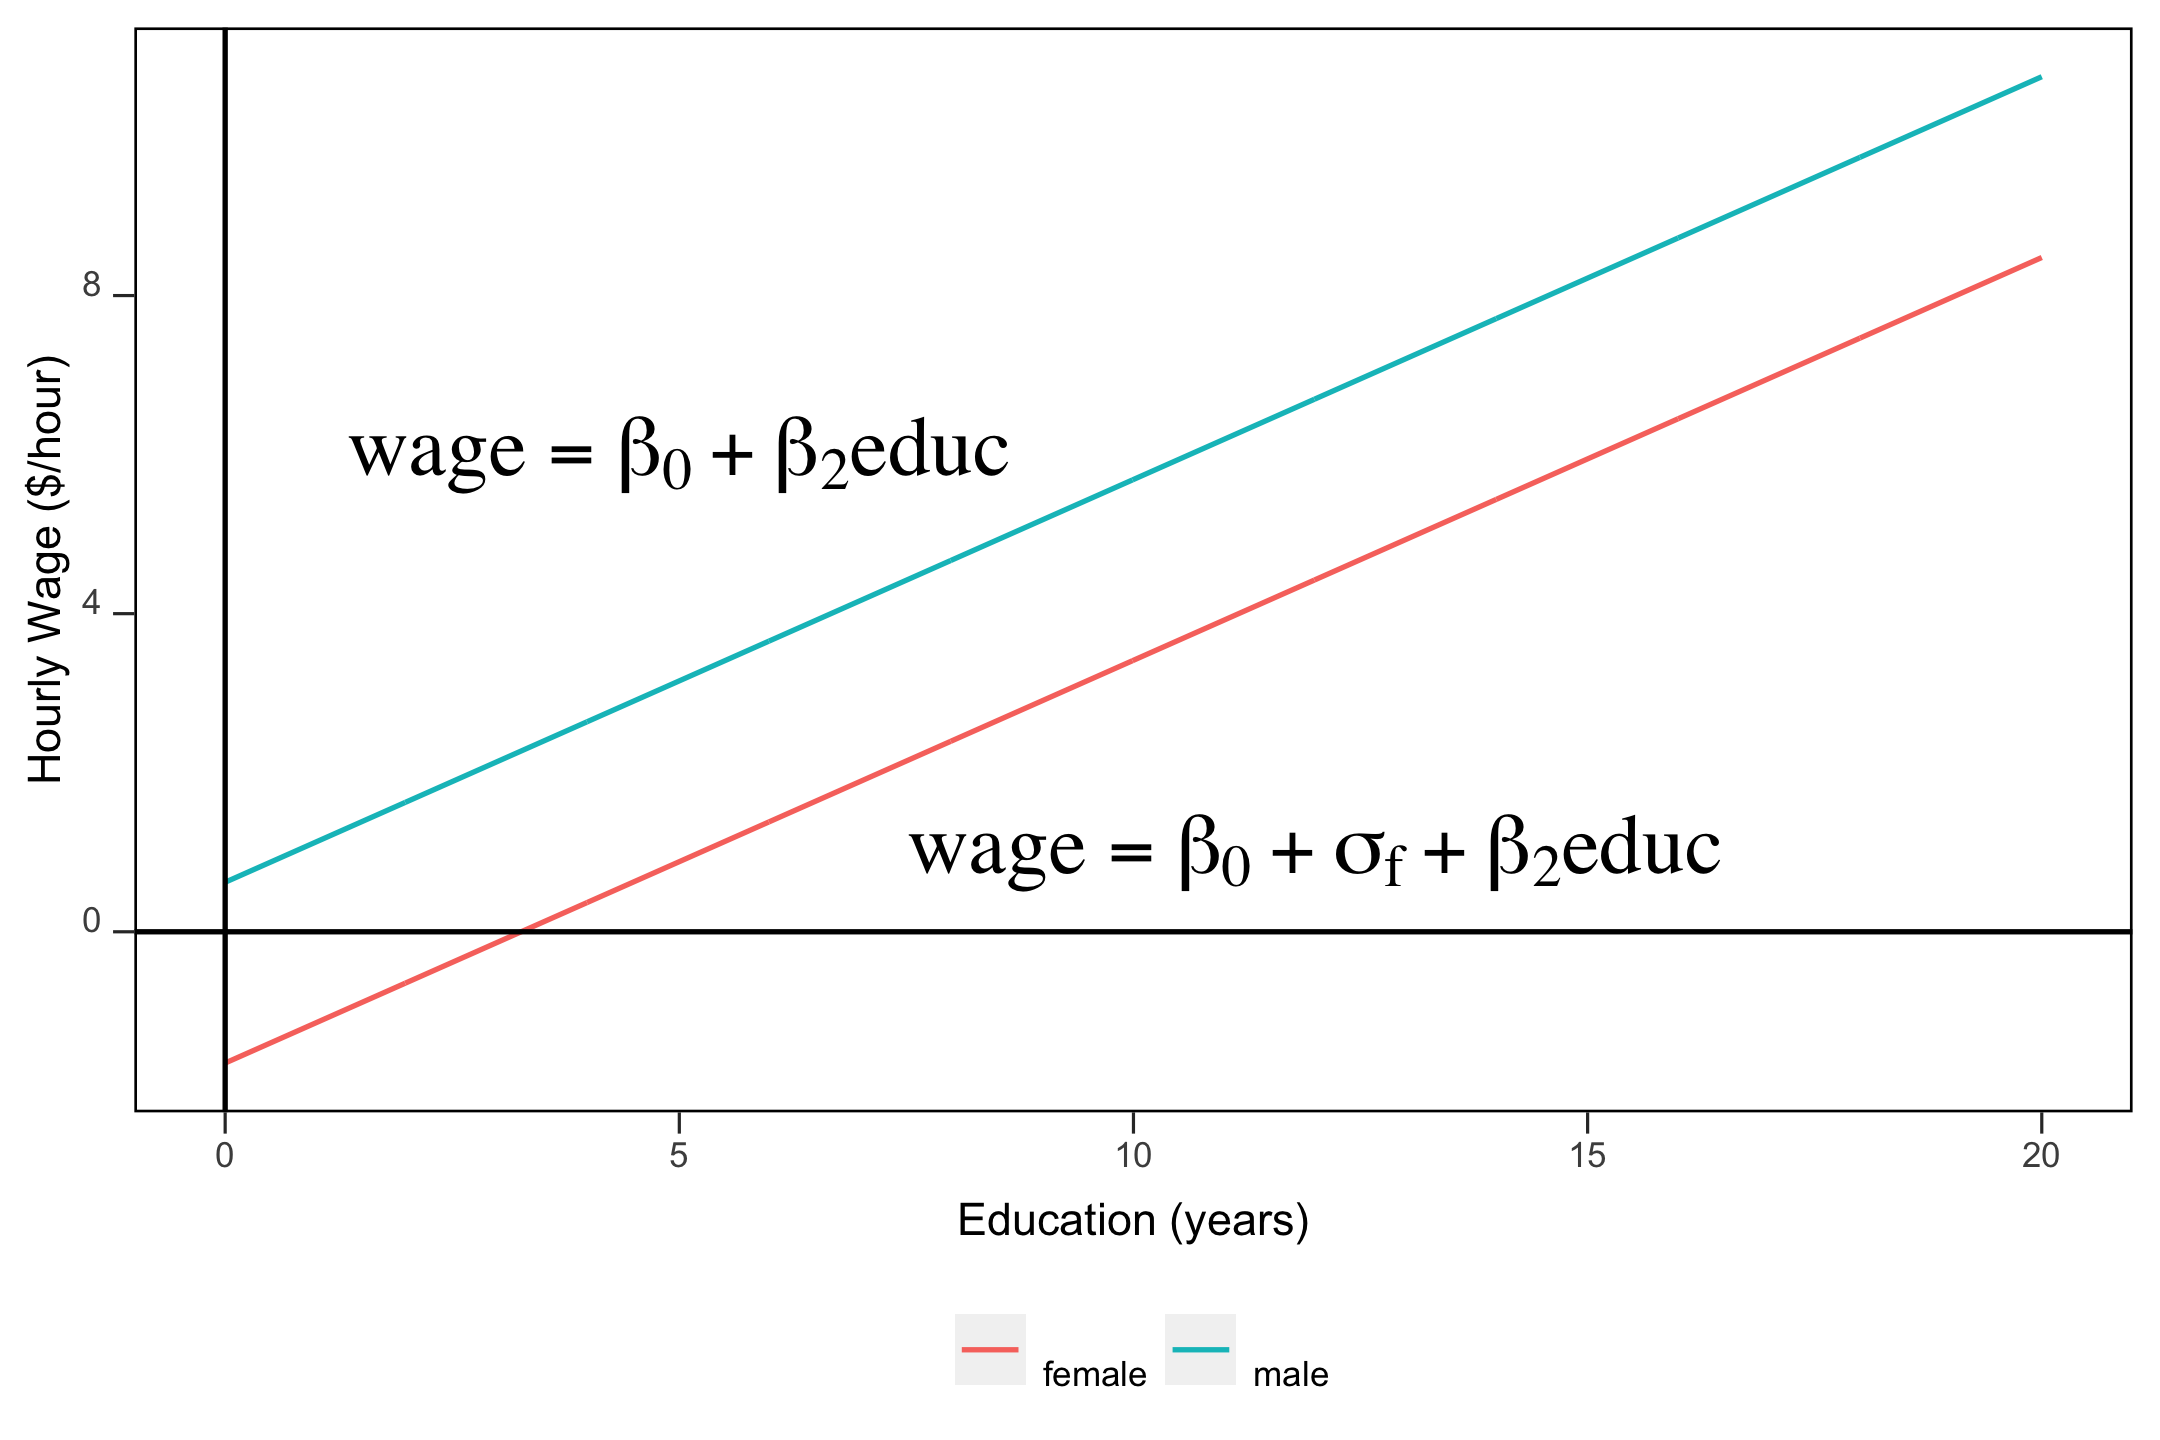 8
4
0
Hourly Wage ($/hour)
wage = β₀ + β₂educ
wage = β₀ + σf + β₂educ
0 5 10 15 20
Education (years)
female male